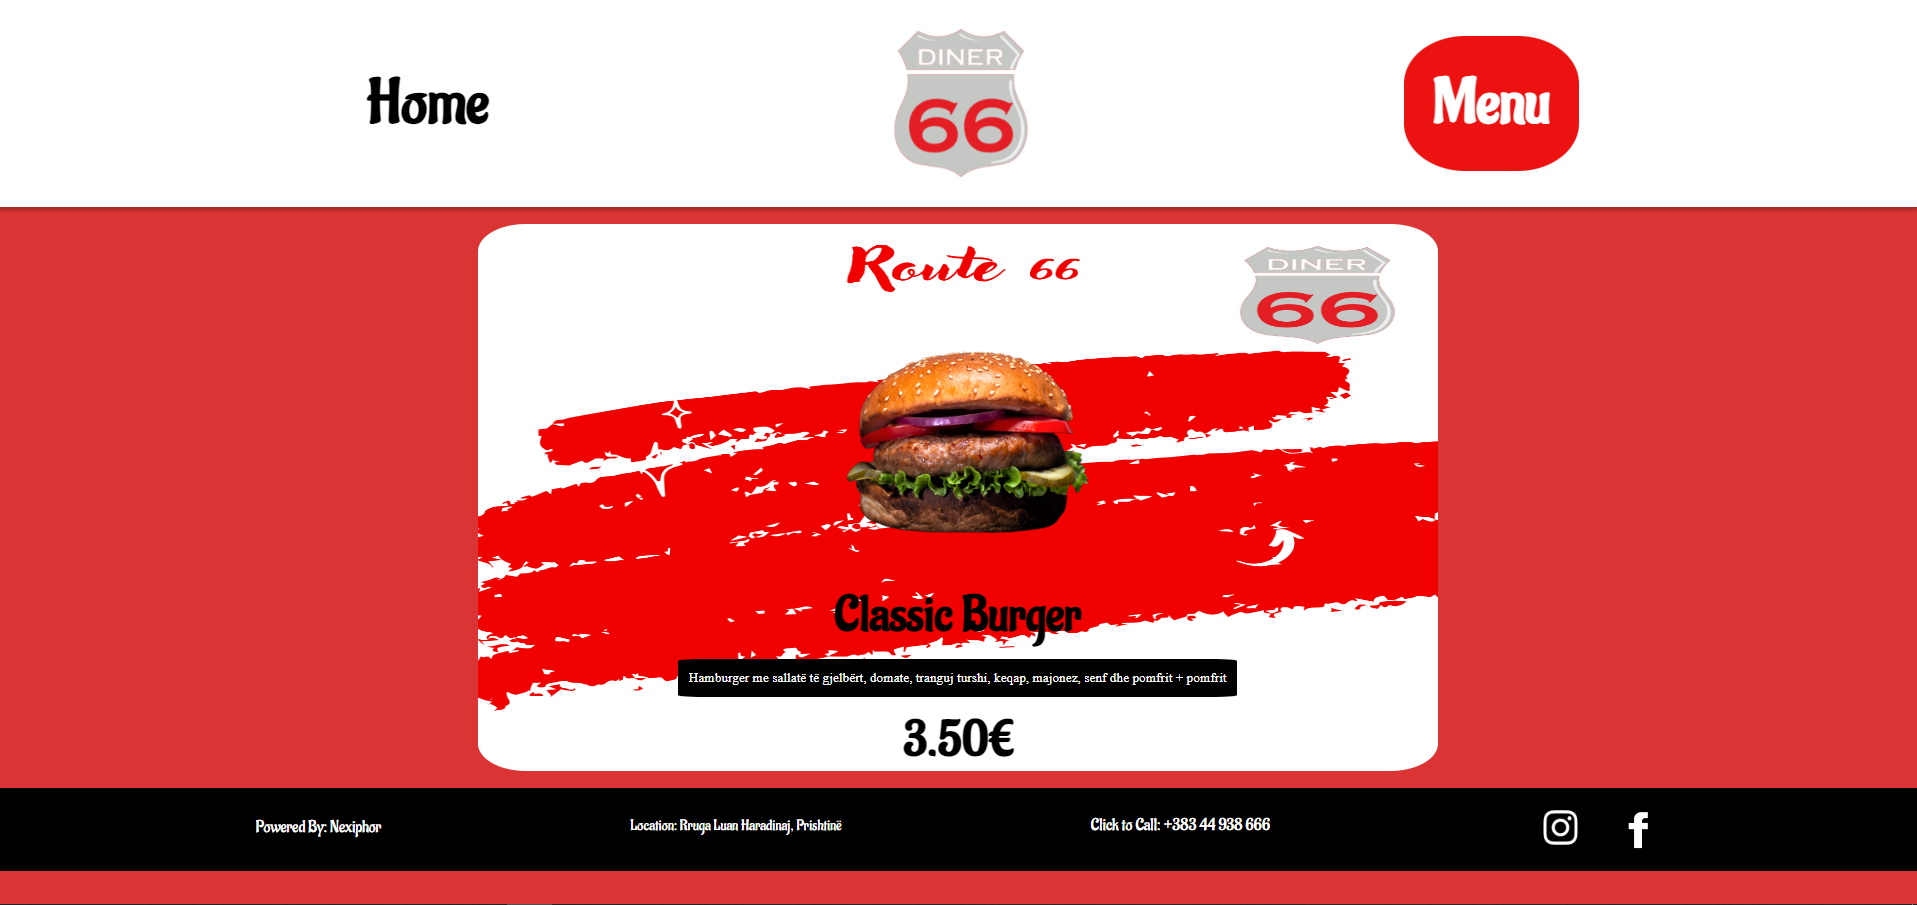 Home
DINER
66
Menu
Route 66
DINER
66
Classic Burger
Hamburger me sallatë të gjelbërt, domate, tranguj turshi, keqap, majonez, senf dhe pomfrit + pomfrit
3.50€
Powered By: Nexiphor
Location: Rruga Luan Haradinaj, Prishtinë
Click to Call: +383 44 938 666